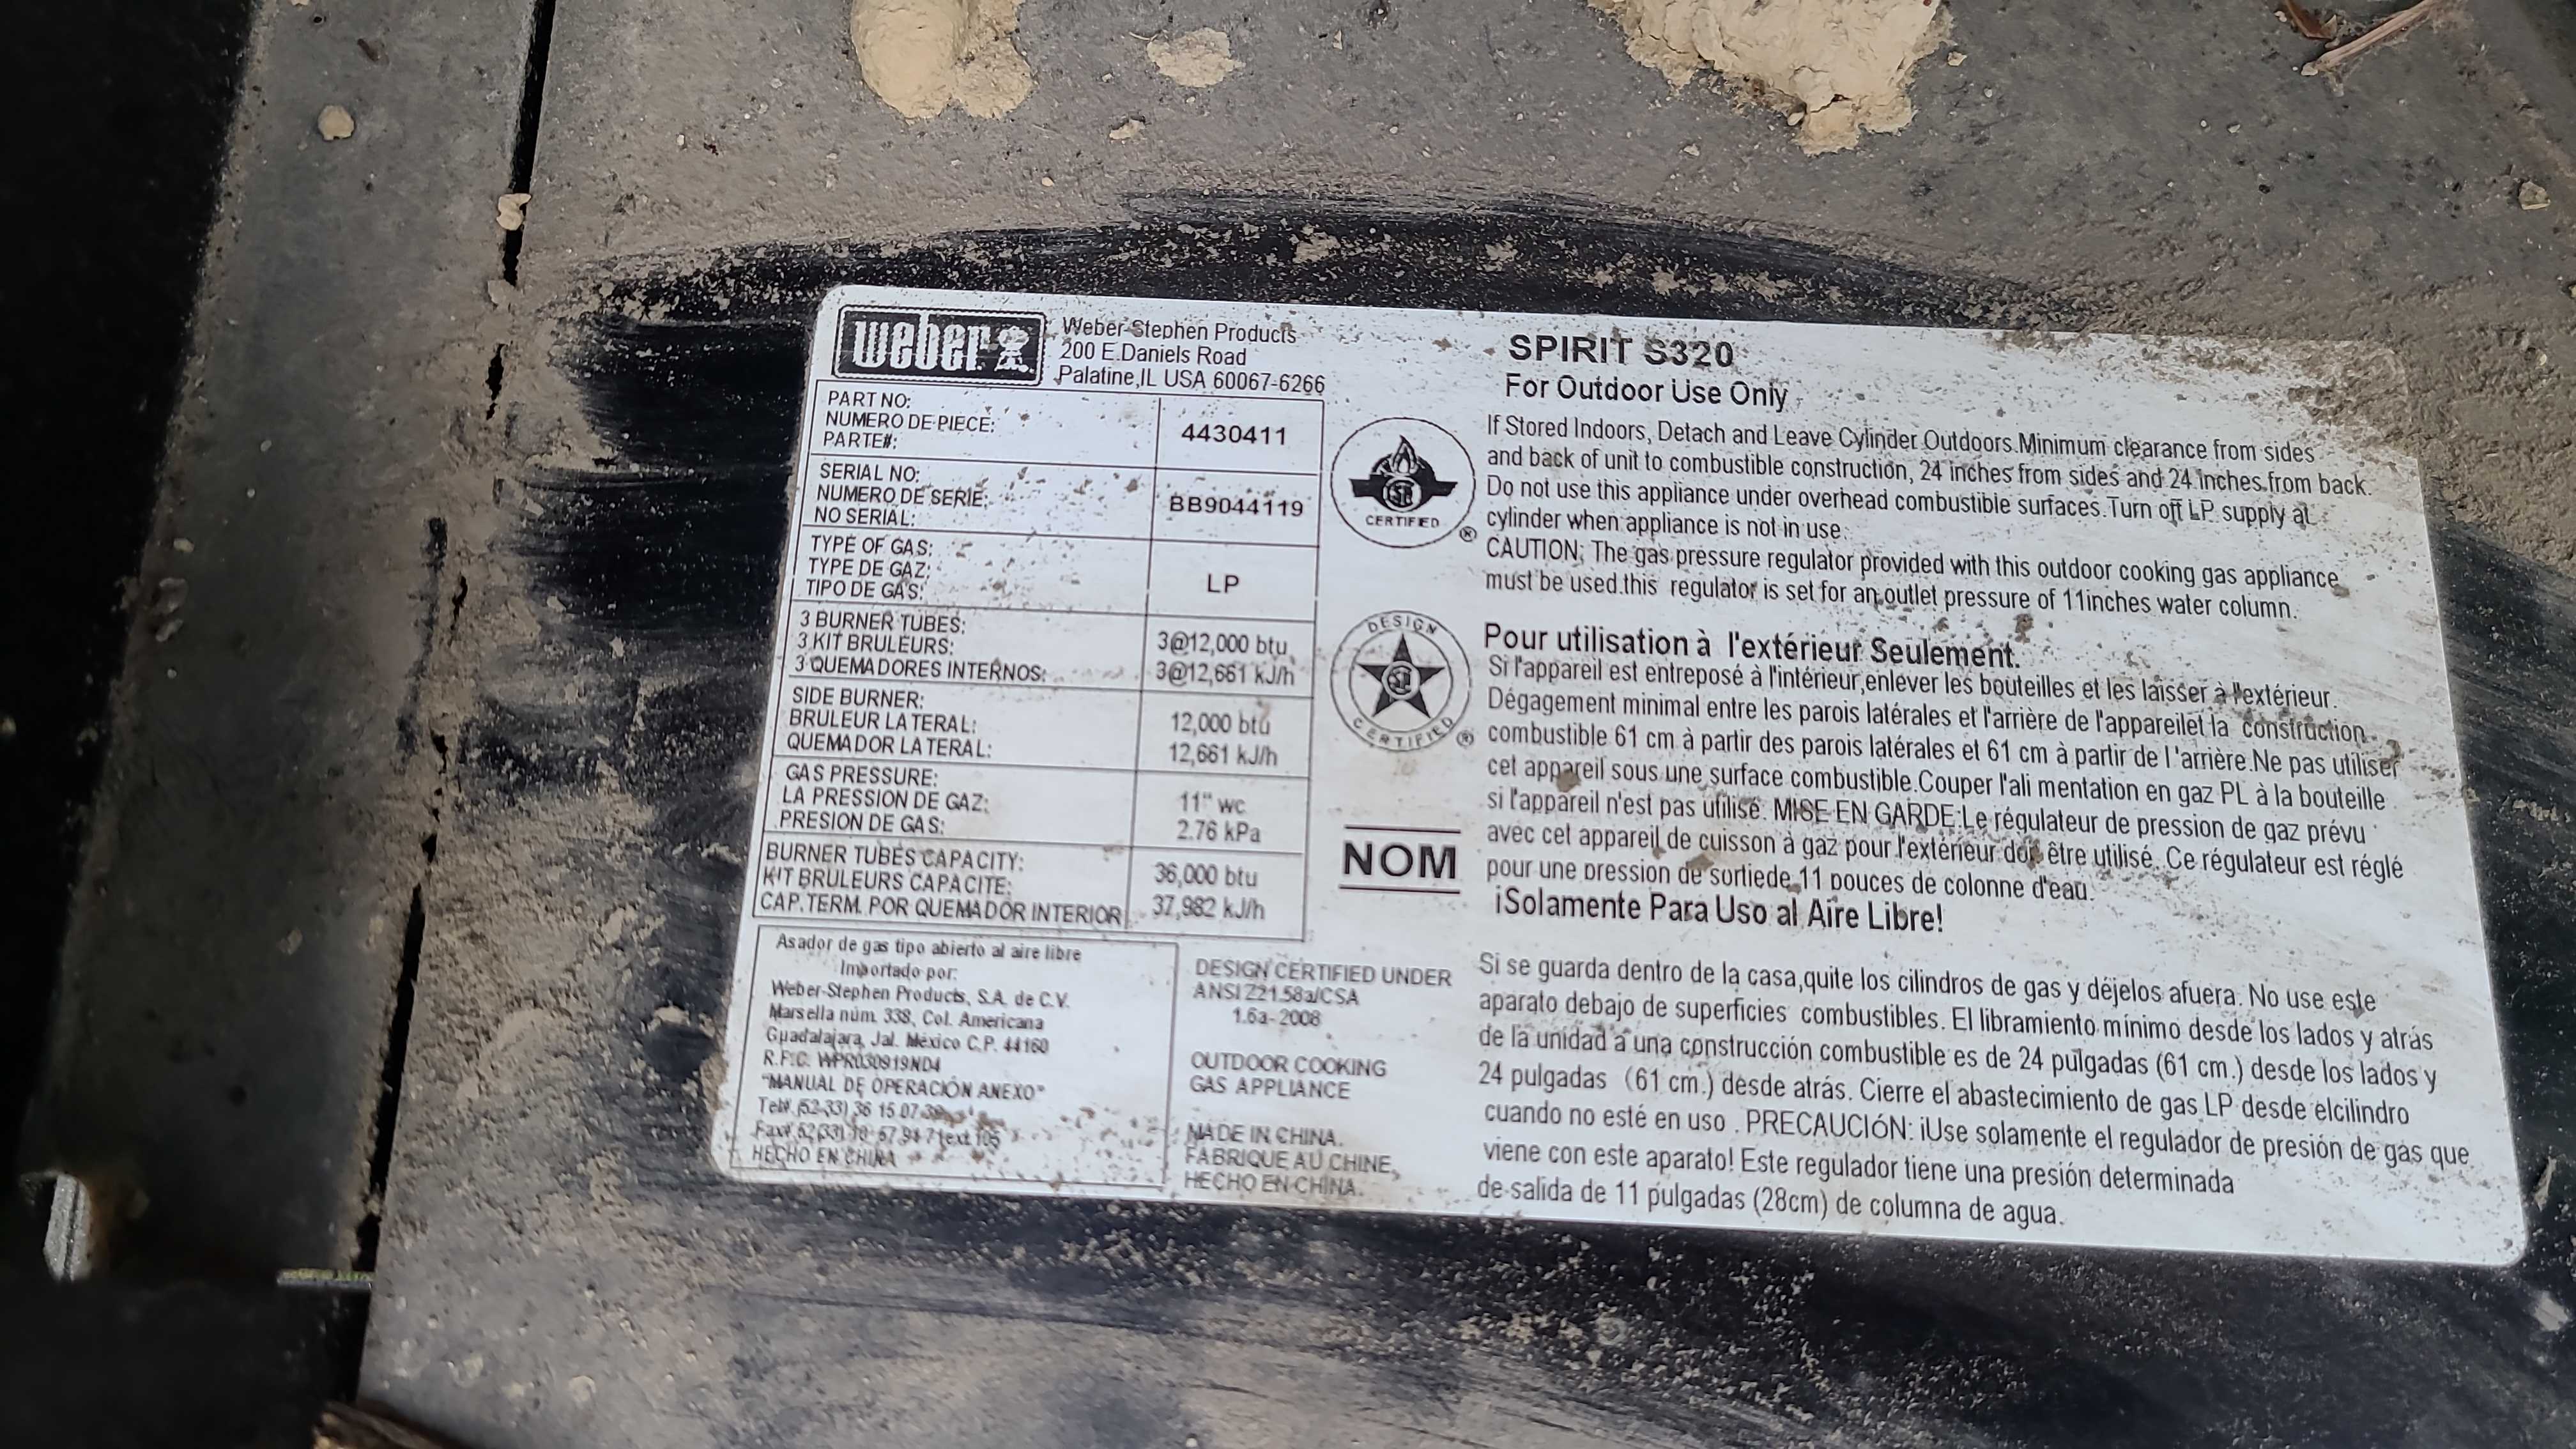 weber
Weber-Stephen Products
200 E.Daniels Road
Palatine,IL USA 60067-6266
PART NO:
NUMERO DE PIECE:
PARTE#:
4430411
SERIAL NO:
NUMERO DE SERIE:
NO SERIAL:
BB9044119
TYPE OF GAS:
TYPE DE GAZ:
TIPO DE GAS:
LP
3 BURNER TUBES:
3 KIT BRULEURS:
3 QUEMADORES INTERNOS:
3@12,000 btu
3@12,661 kJ/h
SIDE BURNER:
BRULEUR LATERAL:
QUEMADOR LATERAL:
12,000 btu
12,661 kJ/h
GAS PRESSURE:
LA PRESSION DE GAZ:
PRESION DE GAS:
11" wc
2.76 kPa
BURNER TUBES CAPACITY:
KIT BRULEURS CAPACITE:
CAP.TERM. POR QUEMADOR INTERIOR
36,000 btu
37,982 kJ/h
Asador de gas tipo abierto al aire libre
Importado por:
Weber-Stephen Products, S.A. de C.V.
Marsella núm. 338, Col. Americana
Guadalajara, Jal. México C.P. 44160
R.F.C. WPR030919ND4
"MANUAL DE OPERACIÓN ANEXO"
HECHO EN CHINA
CERTIFIED
®
DESIGN
CERTIFIED
®
NOM
DESIGN CERTIFIED UNDER
ANSI Z21.58a/CSA
1.6a-2008
OUTDOOR COOKING
GAS APPLIANCE
MADE IN CHINA.
FABRIQUE AU CHINE,
HECHO EN CHINA.
SPIRIT S320
For Outdoor Use Only
If Stored Indoors, Detach and Leave Cylinder Outdoors.Minimum clearance from sides
and back of unit to combustible construction, 24 inches from sides and 24 inches from back.
Do not use this appliance under overhead combustible surfaces.Turn off LP supply at
cylinder when appliance is not in use.
CAUTION: The gas pressure regulator provided with this outdoor cooking gas appliance
must be used.this regulator is set for an outlet pressure of 11inches water column.
Pour utilisation à l'extérieur Seulement.
Si l'appareil est entreposé à l'intérieur,enlever les bouteilles et les laisser à l'extérieur.
Dégagement minimal entre les parois latérales et l'arrière de l'appareilet la construction
combustible 61 cm à partir des parois latérales et 61 cm à partir de l'arrière.Ne pas utiliser
cet appareil sous une surface combustible.Couper l'ali mentation en gaz PL à la bouteille
si l'appareil n'est pas utilisé. MISE EN GARDE:Le régulateur de pression de gaz prévu
avec cet appareil de cuisson à gaz pour l'extérieur doit être utilisé. Ce régulateur est réglé
pour une pression de sortiede 11 pouces de colonne d'eau.
¡Solamente Para Uso al Aire Libre!
Si se guarda dentro de la casa,quite los cilindros de gas y déjelos afuera. No use este
aparato debajo de superficies combustibles. El libramiento mínimo desde los lados y atrás
de la unidad a una construcción combustible es de 24 pulgadas (61 cm.) desde los lados y
24 pulgadas (61 cm.) desde atrás. Cierre el abastecimiento de gas LP desde elcilindro
cuando no esté en uso . PRECAUCIÓN: ¡Use solamente el regulador de presión de gas que
viene con este aparato! Este regulador tiene una presión determinada
de salida de 11 pulgadas (28cm) de columna de agua.